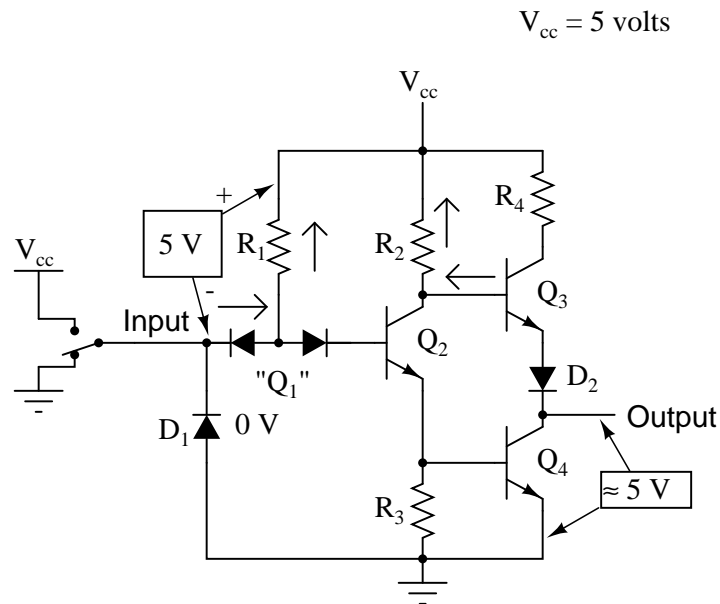 V_cc = 5 volts
V_cc
+
R_4
R_1
R_2
5 V
V_cc
-
Q_3
Input
Q_2
"Q_1"
D_2
D_1
0 V
Output
Q_4
R_3
≈ 5 V